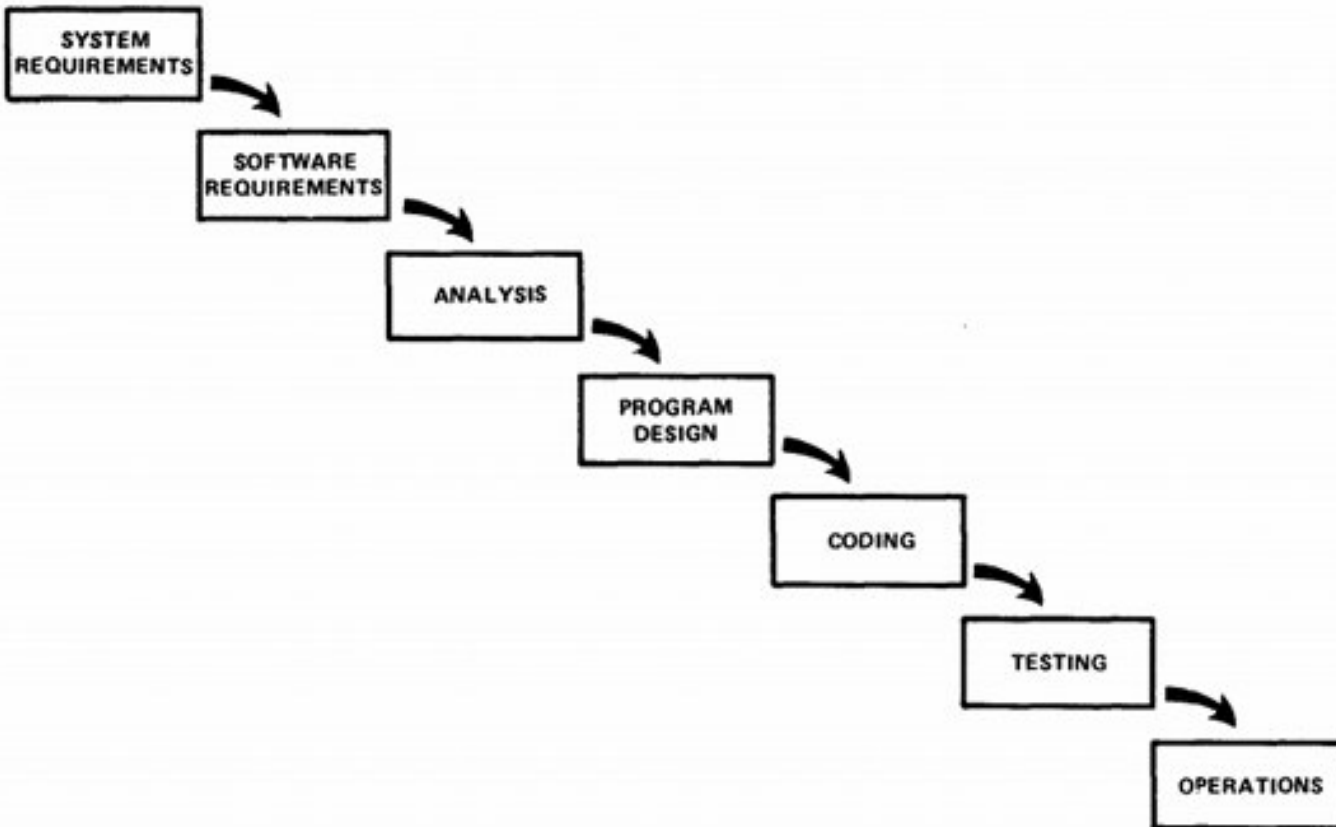 SYSTEM
REQUIREMENTS
SOFTWARE
REQUIREMENTS
ANALYSIS
PROGRAM
DESIGN
CODING
TESTING
OPERATIONS